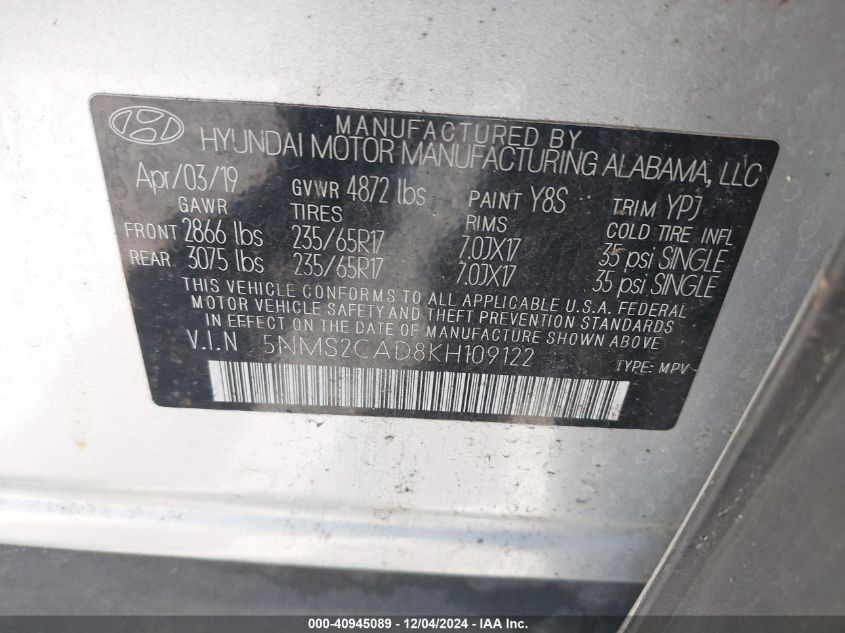 MANUFACTURED BY
HYUNDAI MOTOR MANUFACTURING ALABAMA, LLC
Apr/03/19 GVWR 4872 lbs PAINT Y8S TRIM YPJ
GAWR TIRES RIMS COLD TIRE INFL
FRONT 2866 lbs 235/65R17 7.0JX17 35 psi SINGLE
REAR 3075 lbs 235/65R17 7.0JX17 35 psi SINGLE
THIS VEHICLE CONFORMS TO ALL APPLICABLE U.S.A. FEDERAL
MOTOR VEHICLE SAFETY AND THEFT PREVENTION STANDARDS
IN EFFECT ON THE DATE OF MANUFACTURE SHOWN ABOVE.
V.I.N 5NMS2CAD8KH109122
TYPE: MPV
000-40945089 - 12/04/2024 - IAA Inc.